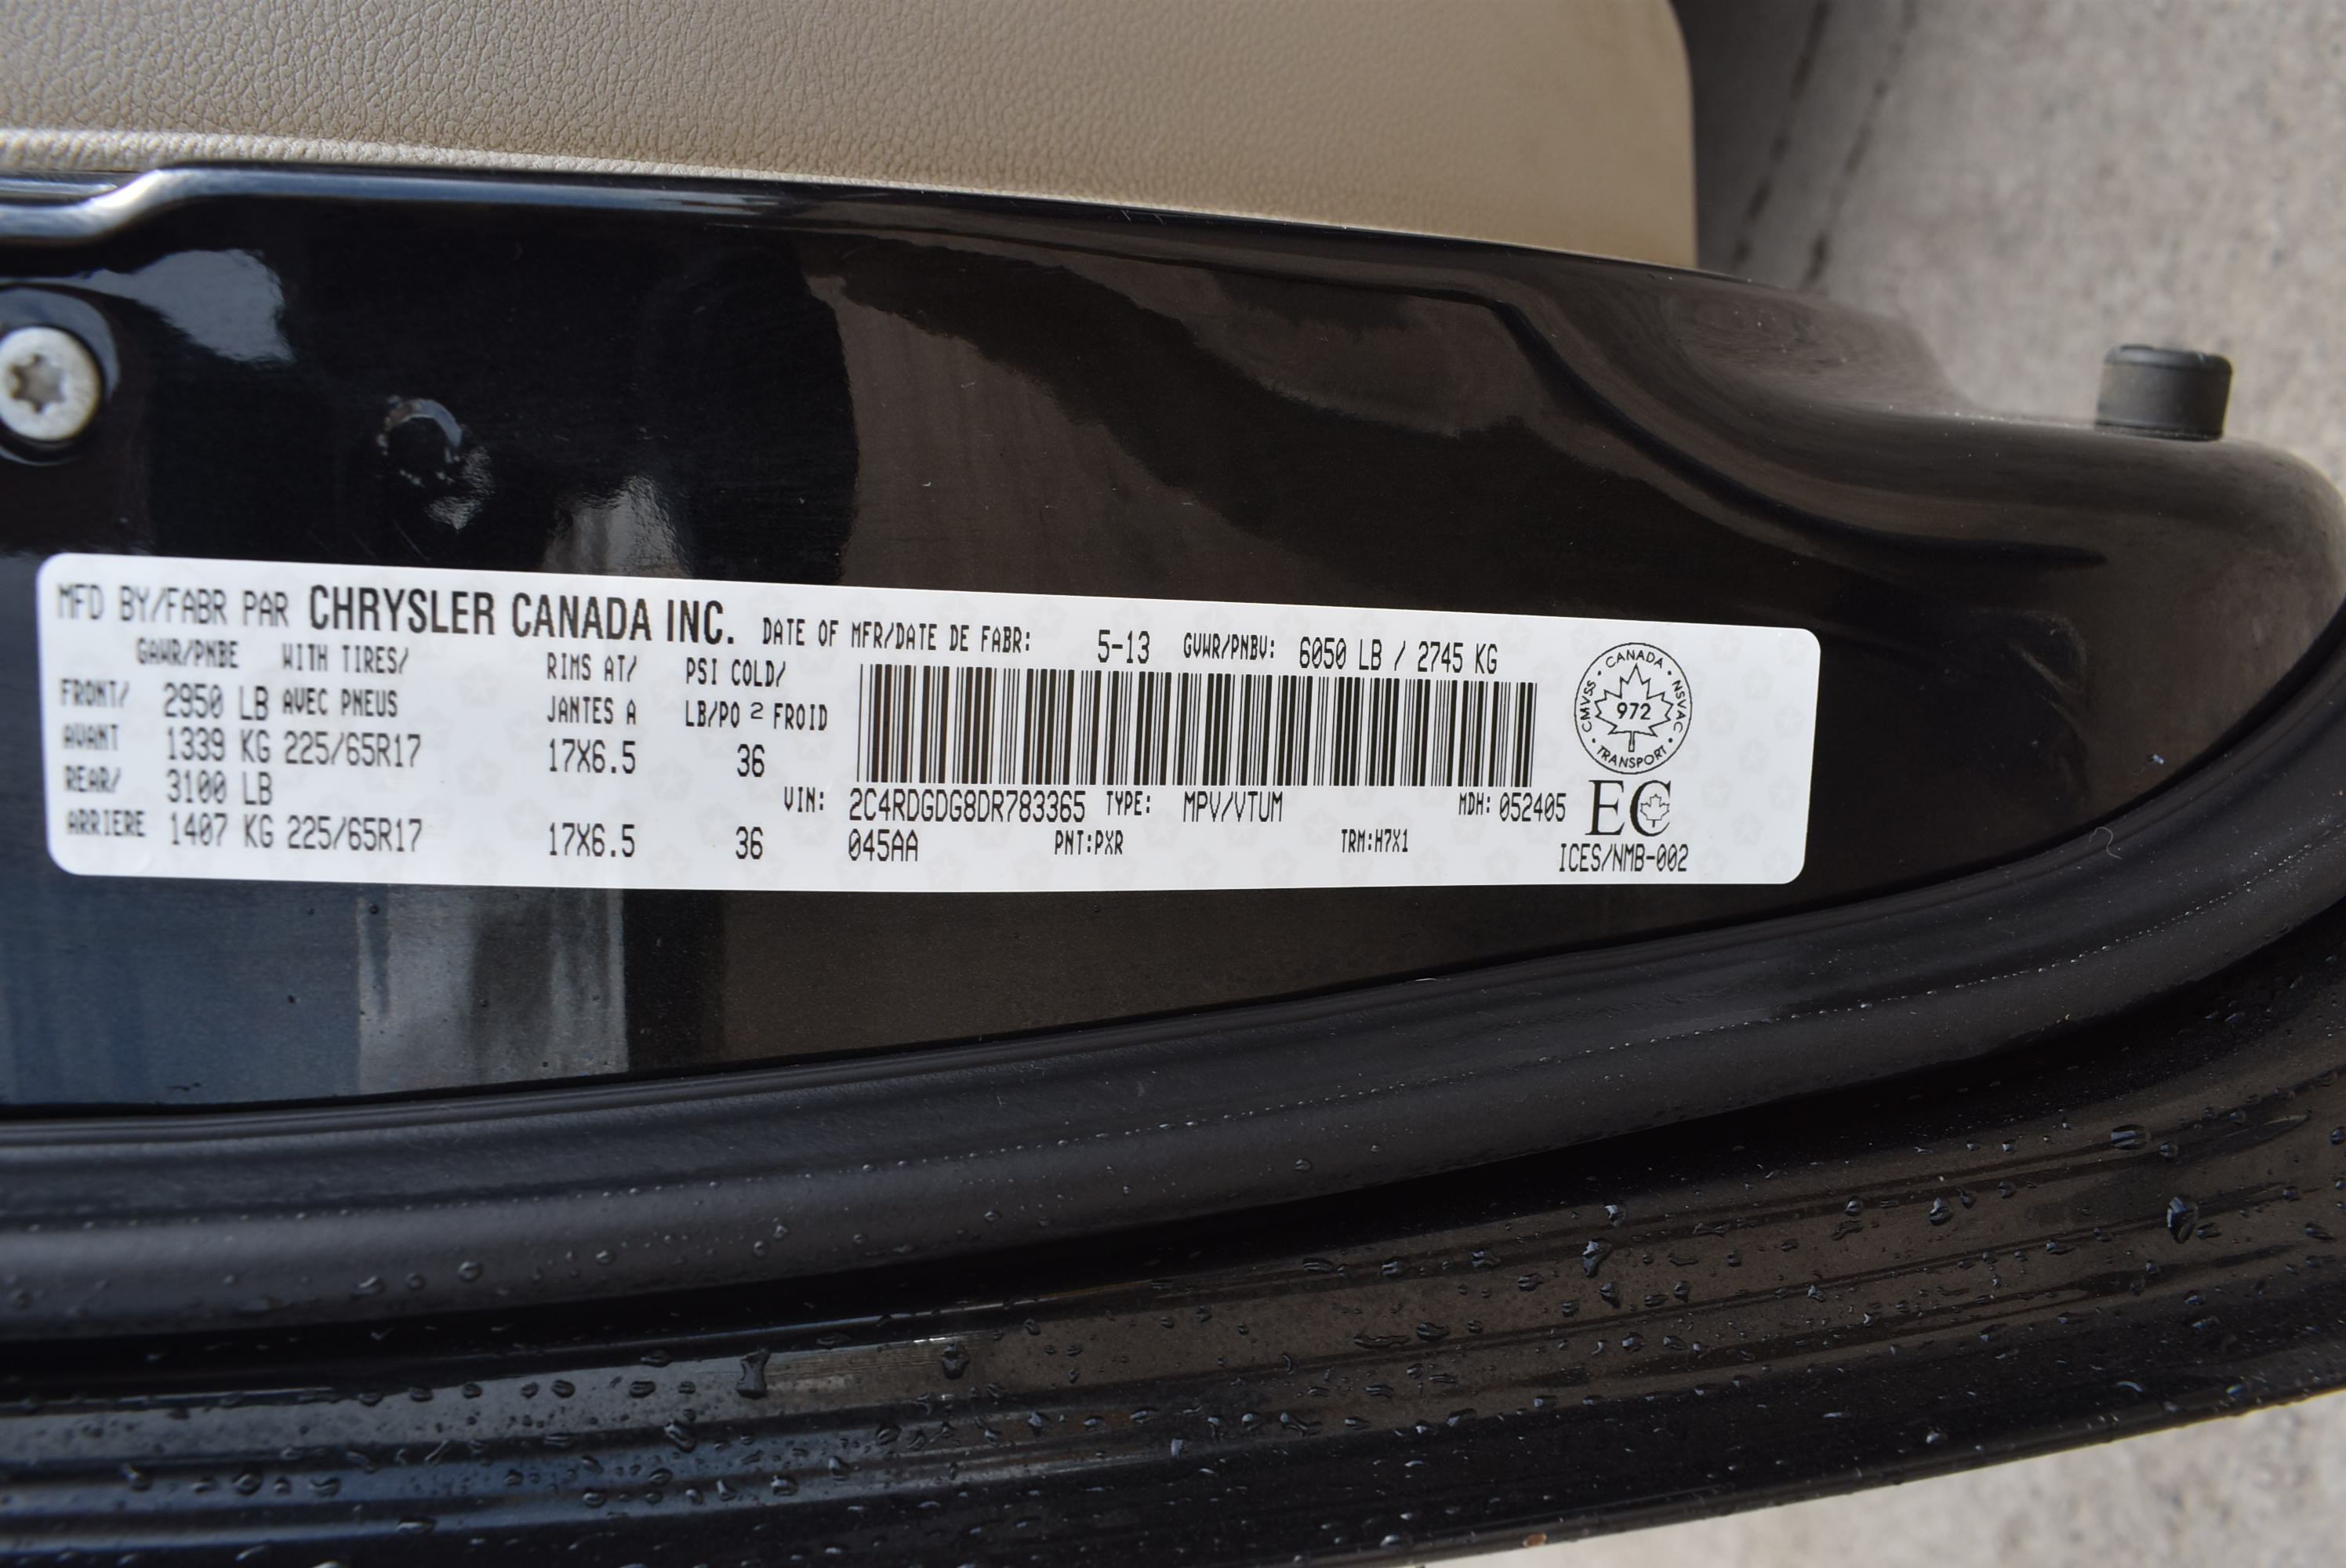 MFD BY/FABR PAR CHRYSLER CANADA INC. DATE OF MFR/DATE DE FABR: 5-13 GVWR/PNBV: 6050 LB / 2745 KG
GAWR/PNBE WITH TIRES/ RIMS AT/ PSI COLD/
FRONT/ 2950 LB AVEC PNEUS JANTES A LB/PO 2 FROID
AVANT 1339 KG 225/65R17 17X6.5 36
REAR/ 3100 LB
ARRIERE 1407 KG 225/65R17 17X6.5 36
VIN: 2C4RDGDG8DR783365 TYPE: MPV/VTUM MDH: 052405
045AA PNT:PXR TRM:H7X1
CANADA
CMVSS 972 NSVAC
TRANSPORT
EC
ICES/NMB-002